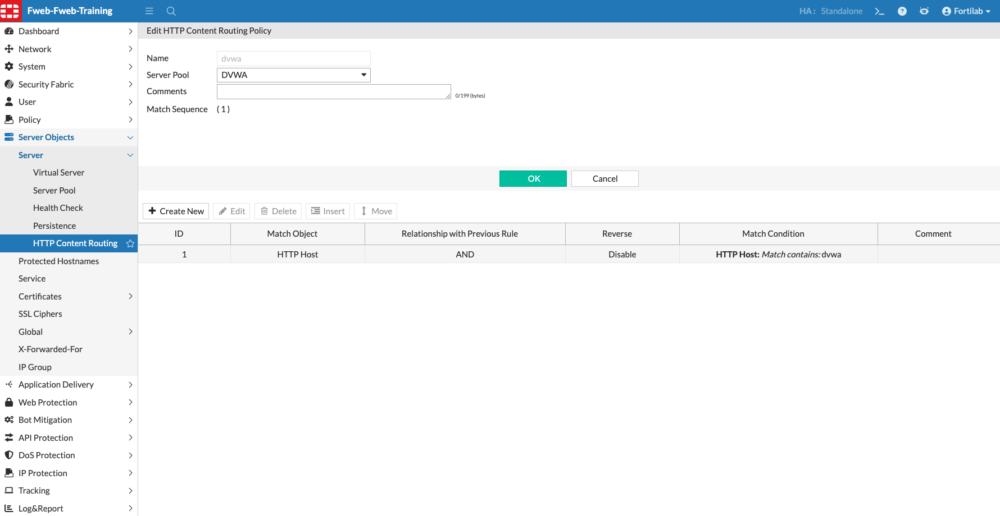 Fweb-Fweb-Training
HA : Standalone
Fortilab
Dashboard
Network
System
Security Fabric
User
Policy
Server Objects
Server
Virtual Server
Server Pool
Health Check
Persistence
HTTP Content Routing
Protected Hostnames
Service
Certificates
SSL Ciphers
Global
X-Forwarded-For
IP Group
Application Delivery
Web Protection
Bot Mitigation
API Protection
DoS Protection
IP Protection
Tracking
Log&Report
Edit HTTP Content Routing Policy
Name dvwa
Server Pool DVWA
Comments 0/199 (bytes)
Match Sequence ( 1 )
OK Cancel
Create New Edit Delete Insert Move
ID Match Object Relationship with Previous Rule Reverse Match Condition Comment
1 HTTP Host AND Disable HTTP Host: Match contains: dvwa